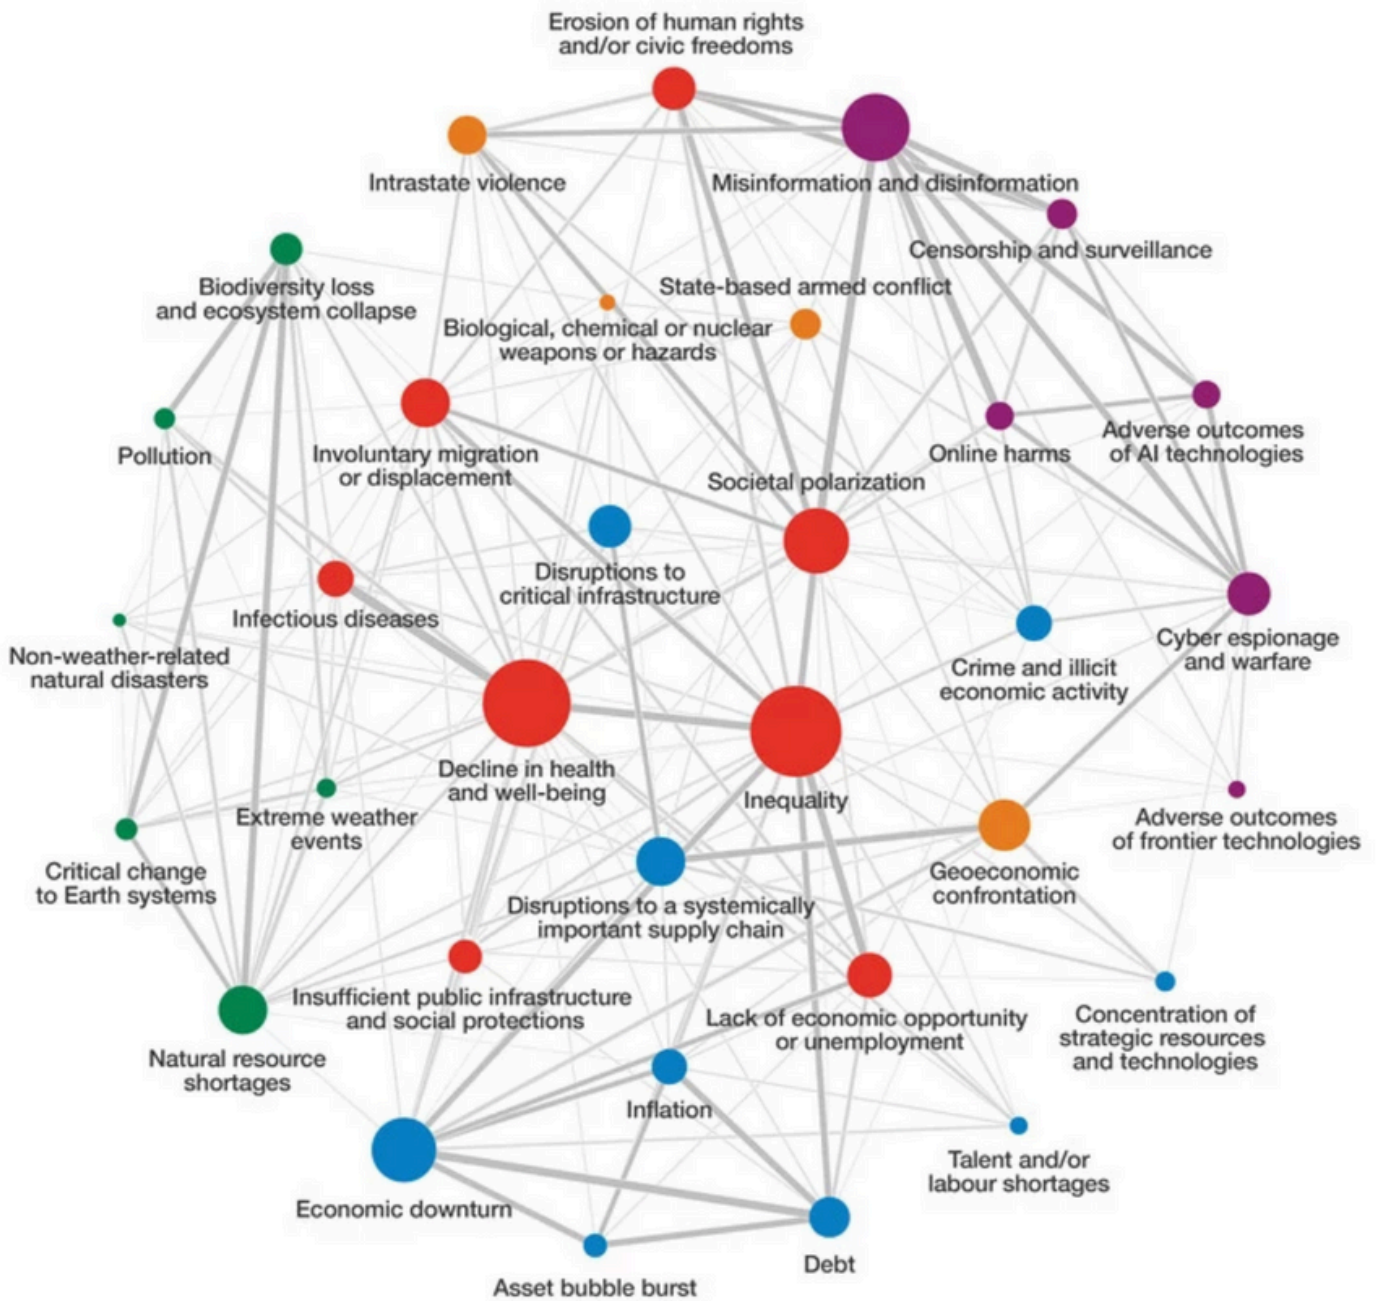 Erosion of human rights
and/or civic freedoms
Intrastate violence
Misinformation and disinformation
Censorship and surveillance
Biodiversity loss
and ecosystem collapse
State-based armed conflict
Biological, chemical or nuclear
weapons or hazards
Pollution
Involuntary migration
or displacement
Online harms
Adverse outcomes
of AI technologies
Societal polarization
Disruptions to
critical infrastructure
Infectious diseases
Non-weather-related
natural disasters
Crime and illicit
economic activity
Cyber espionage
and warfare
Decline in health
and well-being
Inequality
Extreme weather
events
Adverse outcomes
of frontier technologies
Critical change
to Earth systems
Geoeconomic
confrontation
Disruptions to a systemically
important supply chain
Insufficient public infrastructure
and social protections
Lack of economic opportunity
or unemployment
Concentration of
strategic resources
and technologies
Natural resource
shortages
Inflation
Talent and/or
labour shortages
Economic downturn
Debt
Asset bubble burst